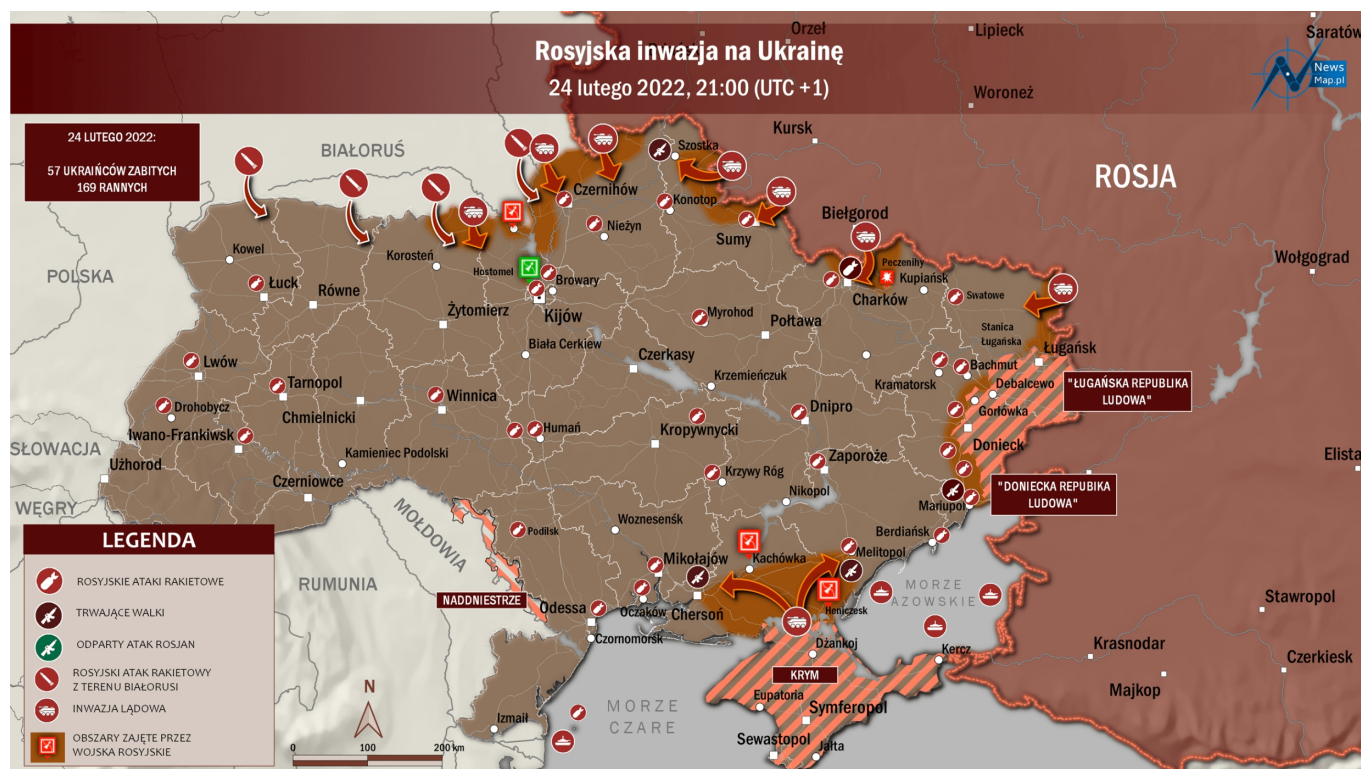 Rosyjska inwazja na Ukrainę
24 lutego 2022, 21:00 (UTC +1)
News
Map.pl
24 LUTEGO 2022:
57 UKRAIŃCÓW ZABITYCH
169 RANNYCH
Orzeł
Lipieck
Saratów
Woroneż
Kursk
BIAŁORUŚ
ROSJA
Szostka
Czernihów
Konotop
Biełgorod
Nieżyn
Sumy
Wołgograd
Kowel
Korosteń
POLSKA
Hostomel
Peczenihy
Kupiańsk
Browary
Łuck
Równe
Charków
Swatowe
Żytomierz
Kijów
Myrohod
Połtawa
Stanica
Ługańska
Biała Cerkiew
Ługańsk
Lwów
Czerkasy
Bachmut
Tarnopol
Krzemieńczuk
Kramatorsk
Debalcewo
"ŁUGAŃSKA REPUBLIKA
LUDOWA"
Drohobycz
Chmielnicki
Winnica
Dnipro
Gorłówka
Iwano-Frankiwsk
Humań
Kropywnycki
Donieck
SŁOWACJA
Kamieniec Podolski
Zaporoże
Elista
Użhorod
Krzywy Róg
Czerniowce
"DONIECKA REPUBIKA
LUDOWA"
Nikopol
WĘGRY
Mariupol
MOŁDOWIA
Podilsk
Woznesenśk
Berdiańsk
LEGENDA
Mikołajów
Kachówka
Melitopol
ROSYJSKIE ATAKI RAKIETOWE
RUMUNIA
MORZE
AZOWSKIE
NADDNIESTRZE
Odessa
Oczaków
Chersoń
Heniczesk
Stawropol
TRWAJĄCE WALKI
Czornomorsk
ODPARTY ATAK ROSJAN
Dżankoj
Kercz
Krasnodar
Czerkiesk
ROSYJSKI ATAK RAKIETOWY
Z TERENU BIAŁORUSI
KRYM
Majkop
N
Eupatoria
INWAZJA LĄDOWA
MORZE
CZARE
Symferopol
Izmaił
OBSZARY ZAJĘTE PRZEZ
WOJSKA ROSYJSKIE
Sewastopol
Jałta
0 100 200 km